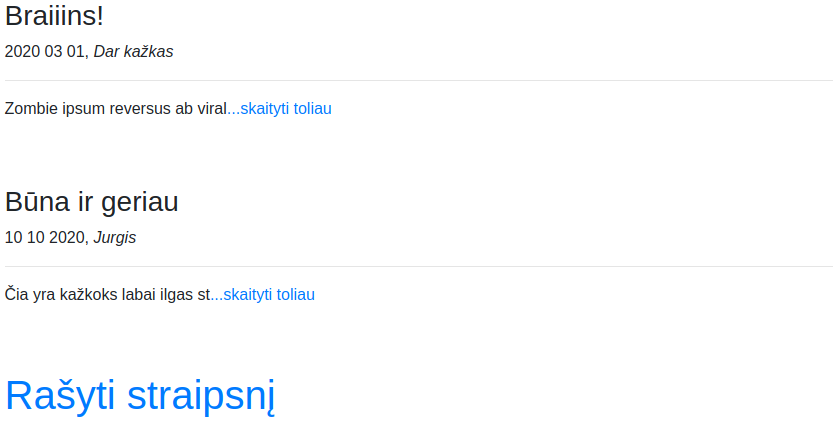 Braiiins!
2020 03 01, Dar kažkas
Zombie ipsum reversus ab viral...skaityti toliau
Būna ir geriau
10 10 2020, Jurgis
Čia yra kažkoks labai ilgas st...skaityti toliau
Rašyti straipsnį